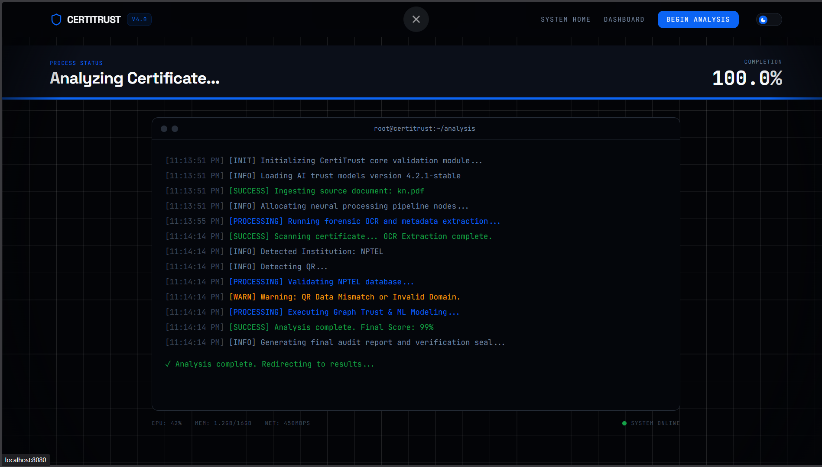 CERTITRUST V4.0
SYSTEM HOME DASHBOARD BEGIN ANALYSIS
PROCESS STATUS
Analyzing Certificate...
COMPLETION
100.0%
root@certitrust:~/analysis
[11:13:51 PM] [INIT] Initializing CertiTrust core validation module...
[11:13:51 PM] [INFO] Loading AI trust models version 4.2.1-stable
[11:13:51 PM] [SUCCESS] Ingesting source document: kn.pdf
[11:13:51 PM] [INFO] Allocating neural processing pipeline nodes...
[11:13:55 PM] [PROCESSING] Running forensic OCR and metadata extraction...
[11:14:14 PM] [SUCCESS] Scanning certificate... OCR Extraction complete.
[11:14:14 PM] [INFO] Detected Institution: NPTEL
[11:14:14 PM] [INFO] Detecting QR...
[11:14:14 PM] [PROCESSING] Validating NPTEL database...
[11:14:14 PM] [WARN] Warning: QR Data Mismatch or Invalid Domain.
[11:14:14 PM] [PROCESSING] Executing Graph Trust & ML Modeling...
[11:14:14 PM] [SUCCESS] Analysis complete. Final Score: 99%
[11:14:14 PM] [INFO] Generating final audit report and verification seal...
✓ Analysis complete. Redirecting to results...
CPU: 42% MEM: 1.2GB/16GB NET: 450MBPS SYSTEM ONLINE
localhost:8080